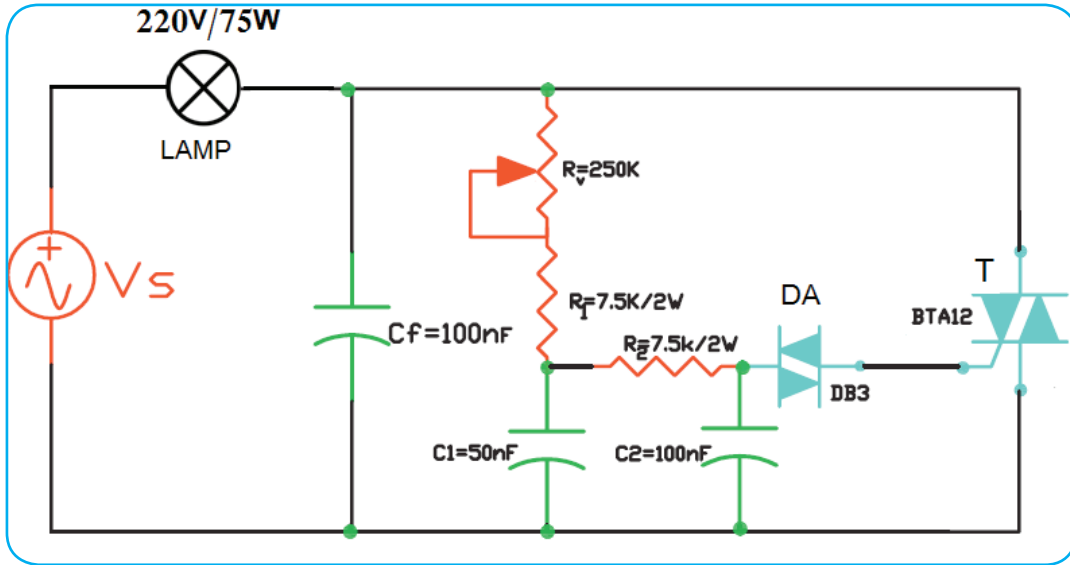 220V/75W
LAMP
+
Vs
Rv=250K
R1=7.5K/2W
R2=7.5k/2W
Cf=100nF
C1=50nF
C2=100nF
DA
DB3
T
BTA12